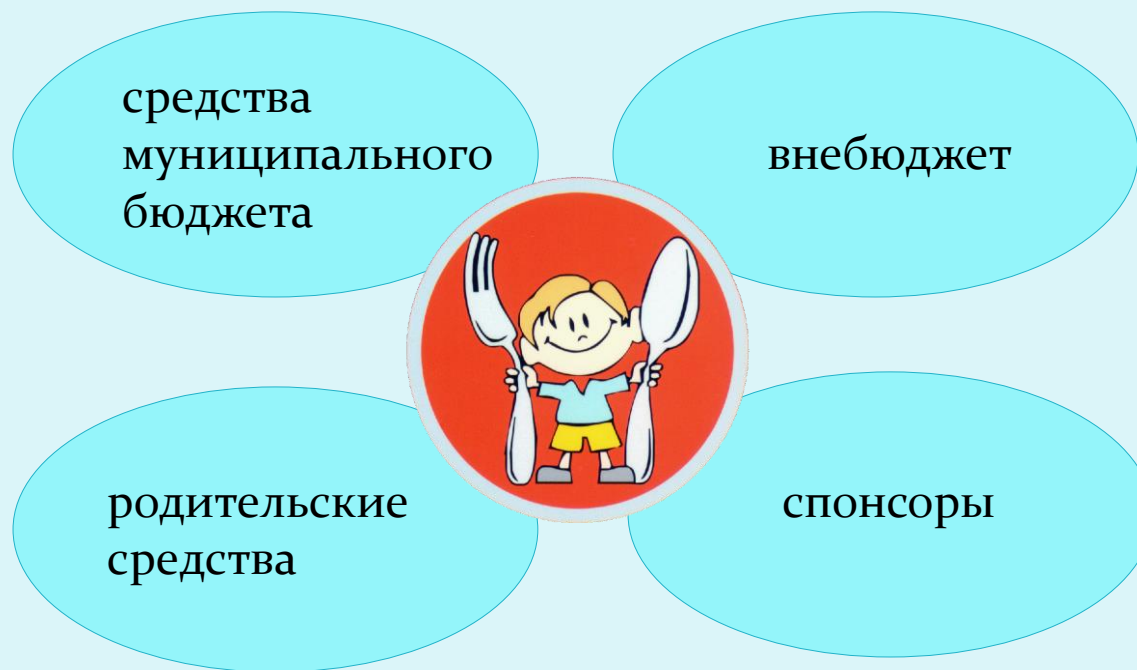 средства
муниципального
бюджета
внебюджет
родительские
средства
спонсоры